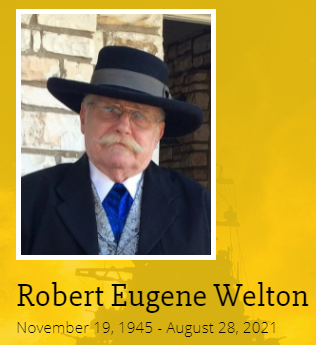 Robert Eugene Welton
November 19, 1945 - August 28, 2021